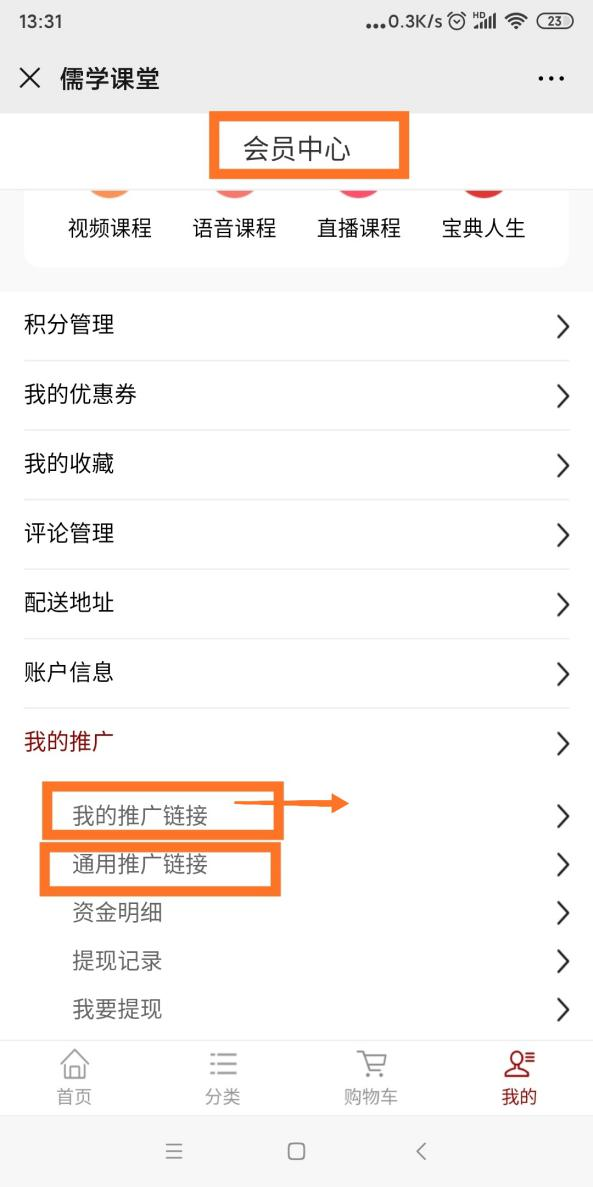 13:31 ...0.3K/s HD 23
儒学课堂
会员中心
视频课程 语音课程 直播课程 宝典人生
积分管理
我的优惠券
我的收藏
评论管理
配送地址
账户信息
我的推广
我的推广链接
通用推广链接
资金明细
提现记录
我要提现
首页 分类 购物车 我的